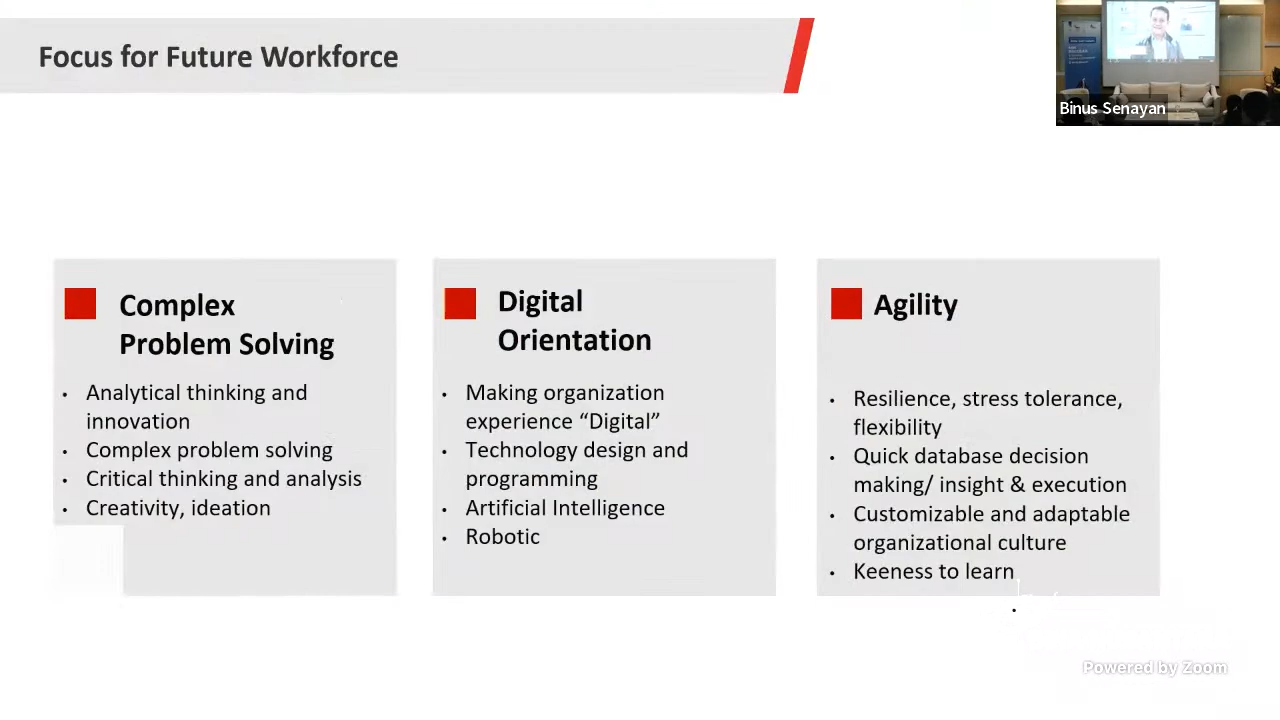 Focus for Future Workforce
Binus Senayan
Complex
Problem Solving
• Analytical thinking and
innovation
• Complex problem solving
• Critical thinking and analysis
• Creativity, ideation
Digital
Orientation
• Making organization
experience “Digital”
• Technology design and
programming
• Artificial Intelligence
• Robotic
Agility
• Resilience, stress tolerance,
flexibility
• Quick database decision
making/ insight & execution
• Customizable and adaptable
organizational culture
• Keeness to learn
Powered by Zoom